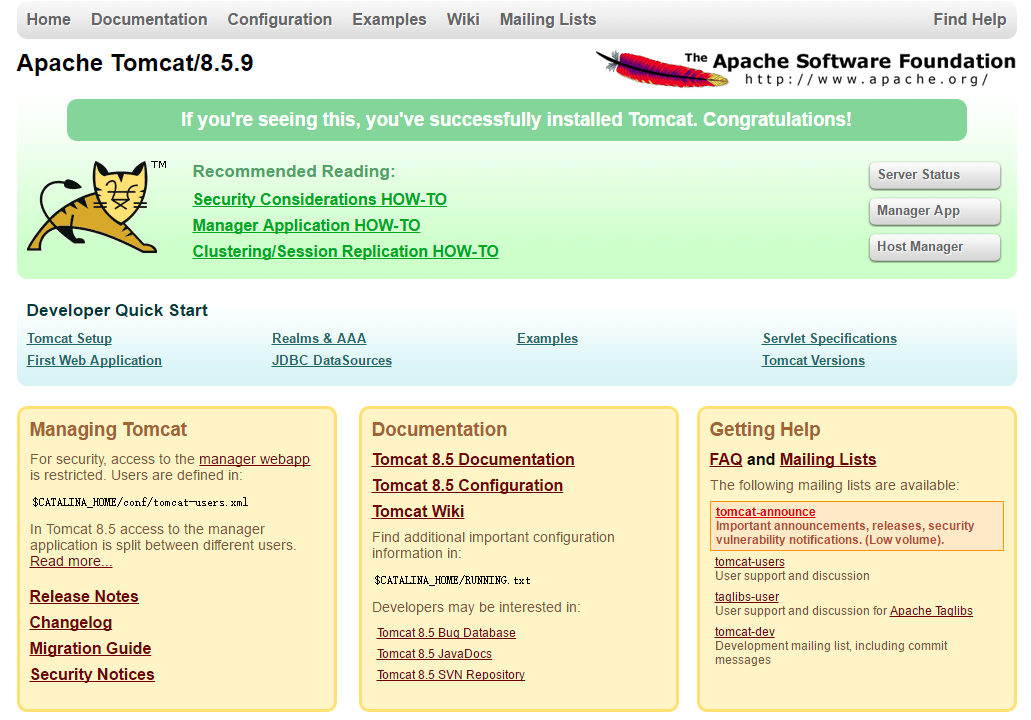 Home Documentation Configuration Examples Wiki Mailing Lists Find Help
Apache Tomcat/8.5.9
The Apache Software Foundation
http://www.apache.org/
If you're seeing this, you've successfully installed Tomcat. Congratulations!
TM
Recommended Reading:
Security Considerations HOW-TO
Manager Application HOW-TO
Clustering/Session Replication HOW-TO
Server Status
Manager App
Host Manager
Developer Quick Start
Tomcat Setup
First Web Application
Realms & AAA
JDBC DataSources
Examples
Servlet Specifications
Tomcat Versions
Managing Tomcat
For security, access to the manager webapp
is restricted. Users are defined in:
$CATALINA_HOME/conf/tomcat-users.xml
In Tomcat 8.5 access to the manager
application is split between different users.
Read more...
Release Notes
Changelog
Migration Guide
Security Notices
Documentation
Tomcat 8.5 Documentation
Tomcat 8.5 Configuration
Tomcat Wiki
Find additional important configuration
information in:
$CATALINA_HOME/RUNNING.txt
Developers may be interested in:
Tomcat 8.5 Bug Database
Tomcat 8.5 JavaDocs
Tomcat 8.5 SVN Repository
Getting Help
FAQ and Mailing Lists
The following mailing lists are available:
tomcat-announce
Important announcements, releases, security
vulnerability notifications. (Low volume).
tomcat-users
User support and discussion
taglibs-user
User support and discussion for Apache Taglibs
tomcat-dev
Development mailing list, including commit
messages